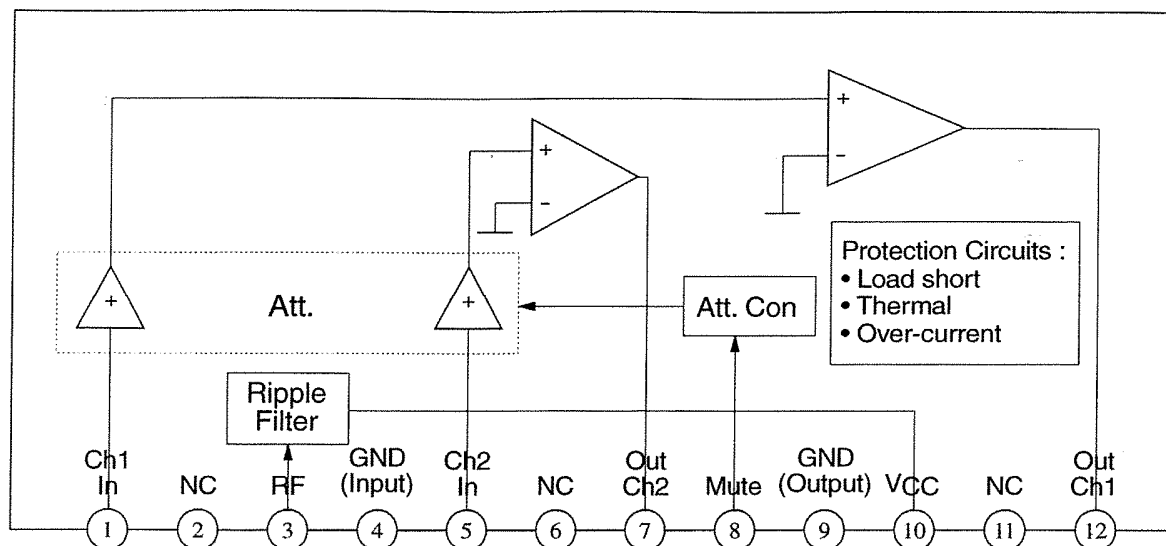 +
-
+
-
Protection Circuits :
• Load short
• Thermal
• Over-current
+
Att.
+
Att. Con
Ripple
Filter
Ch1
In
NC
RF
GND
(Input)
Ch2
In
NC
Out
Ch2
Mute
GND
(Output)
VCC
NC
Out
Ch1
1
2
3
4
5
6
7
8
9
10
11
12